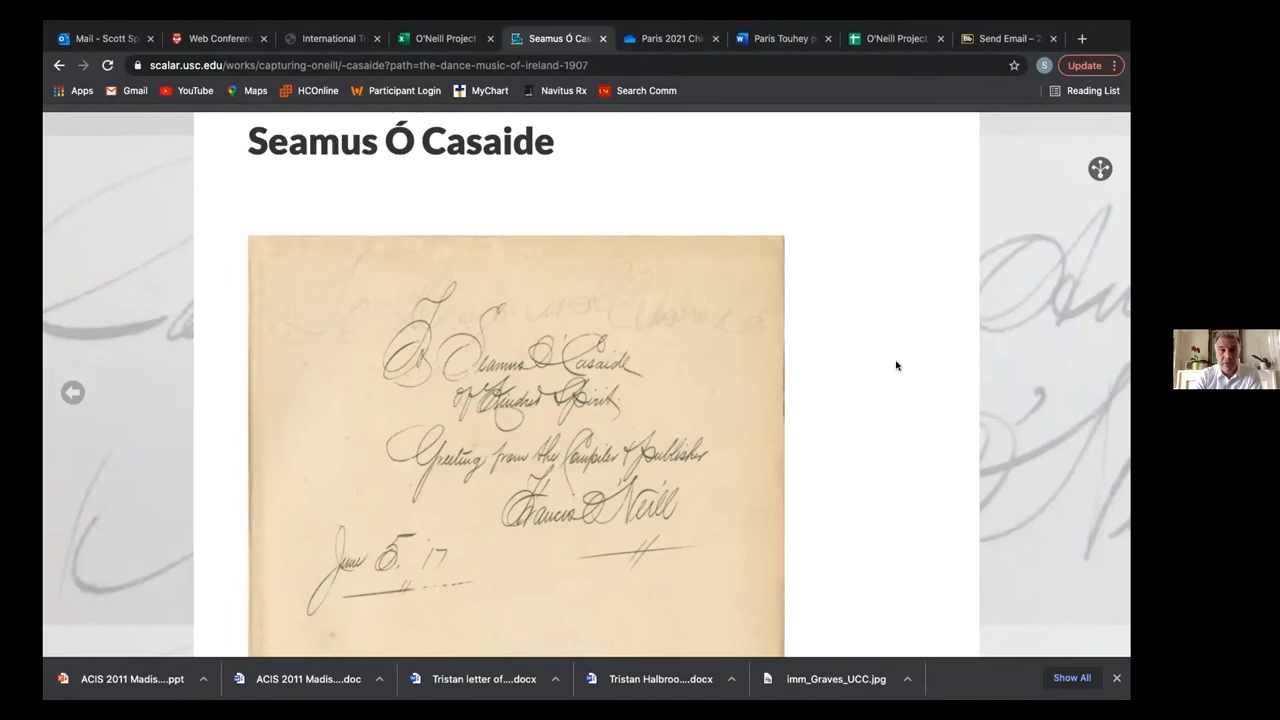 Mail - Scott Sp
Web Conferen
International Tr
O'Neill Project
Seamus Ó Cas
Paris 2021 Chi
Paris Touhey p
O'Neill Project
Send Email – 2
scalar.usc.edu/works/capturing-oneill/-casaide?path=the-dance-music-of-ireland-1907
S
Update
Apps
Gmail
YouTube
Maps
HCOnline
Participant Login
MyChart
Navitus Rx
Search Comm
Reading List
Seamus Ó Casaide
To Seamus O'Casaide
of Kindred Spirit.
Greeting from the Compiler & publisher
Francis O'Neill
June 5. '17
ACIS 2011 Madis....ppt
ACIS 2011 Madis....doc
Tristan letter of....docx
Tristan Halbroo....docx
imm_Graves_UCC.jpg
Show All